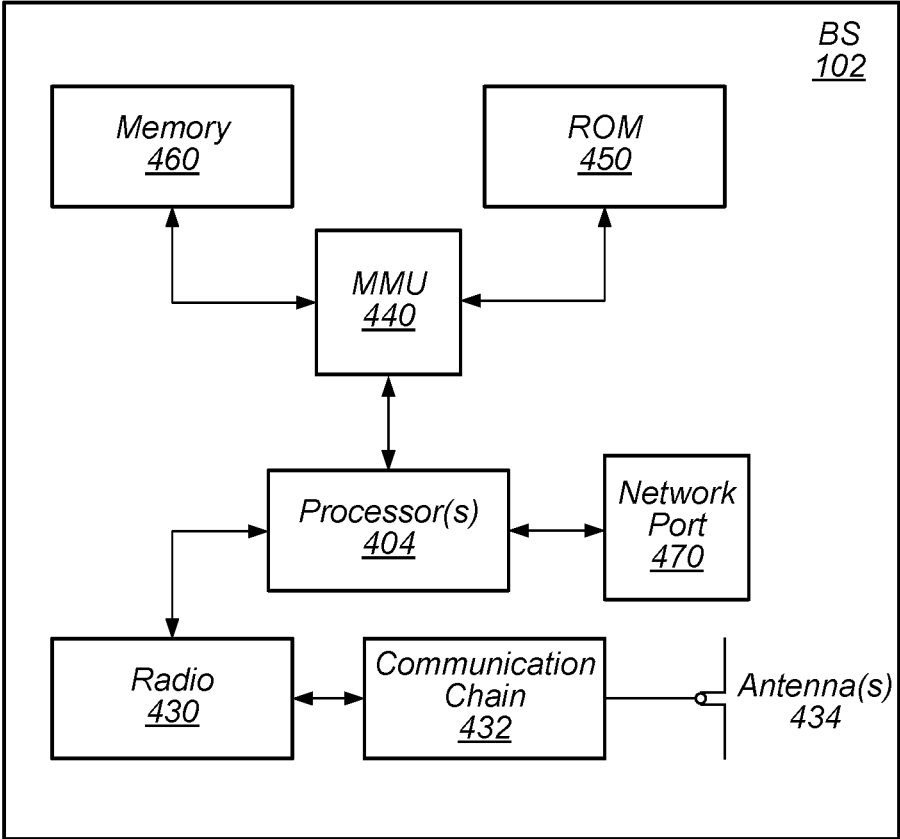 BS
102
Memory
460
ROM
450
MMU
440
Processor(s)
404
Network
Port
470
Radio
430
Communication
Chain
432
Antenna(s)
434